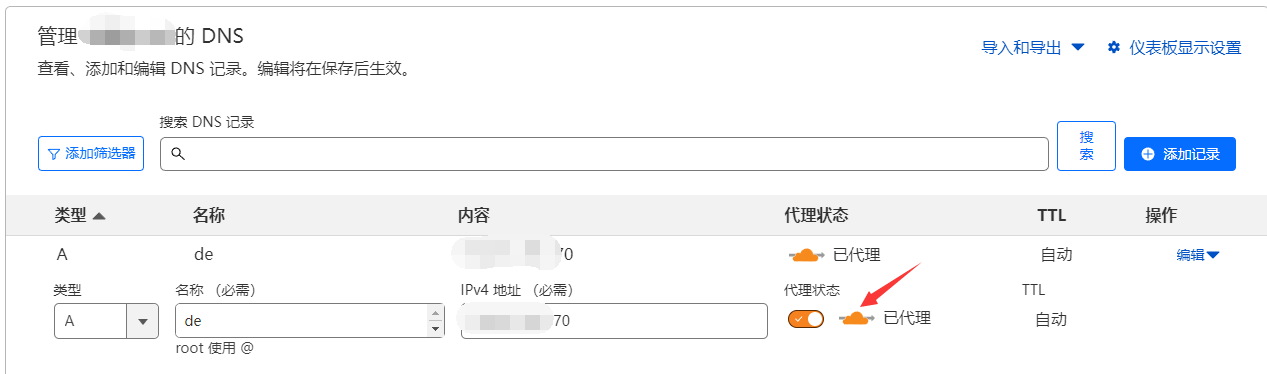 管理 的 DNS
查看、添加和编辑 DNS 记录。编辑将在保存后生效。
导入和导出 仪表板显示设置
搜索 DNS 记录
添加筛选器
搜
索
添加记录
类型 名称 内容 代理状态 TTL 操作
A de 70 已代理 自动 编辑
类型 名称 （必需） IPv4 地址 （必需） 代理状态 TTL
A de 70 已代理 自动
root 使用 @